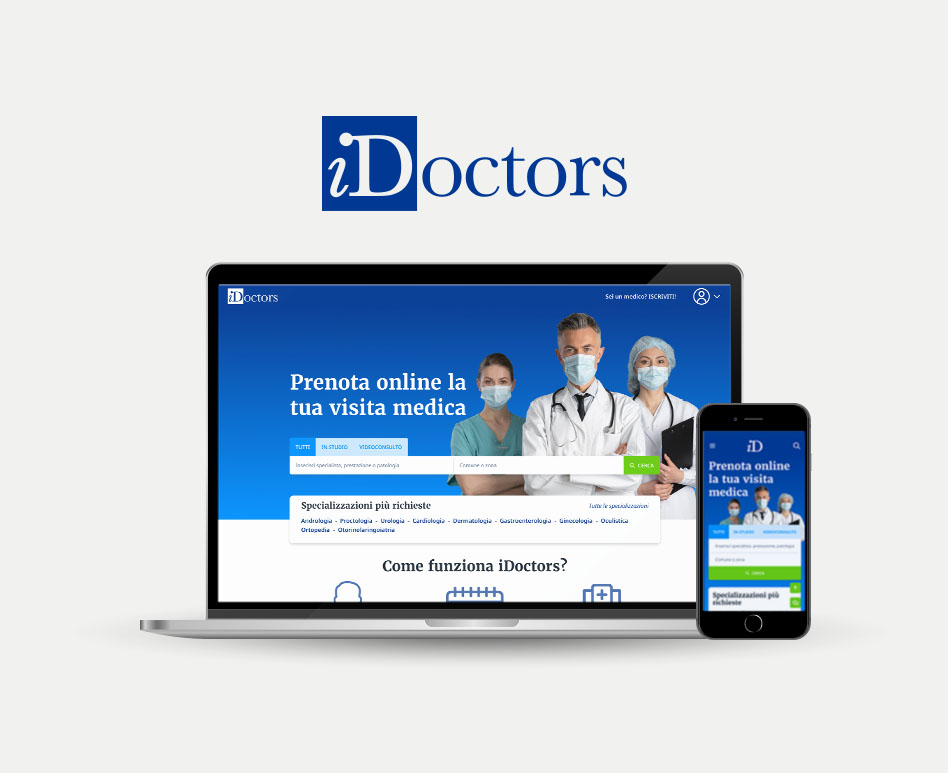 iDoctors
iDoctors
Sei un medico? ISCRIVITI!
Prenota online la
tua visita medica
TUTTI IN STUDIO VIDEOCONSULTO
Inserisci specialista, prestazione o patologia Comune o zona CERCA
Specializzazioni più richieste Tutte le specializzazioni
Andrologia - Proctologia - Urologia - Cardiologia - Dermatologia - Gastroenterologia - Ginecologia - Oculistica
Ortopedia - Otorinolaringoiatria
Come funziona iDoctors?
iD
Prenota online
la tua visita
medica
TUTTI IN STUDIO VIDEOCONSULTO
Inserisci specialista, prestazione, patologia
Comune o zona
CERCA
Specializzazioni più
richieste